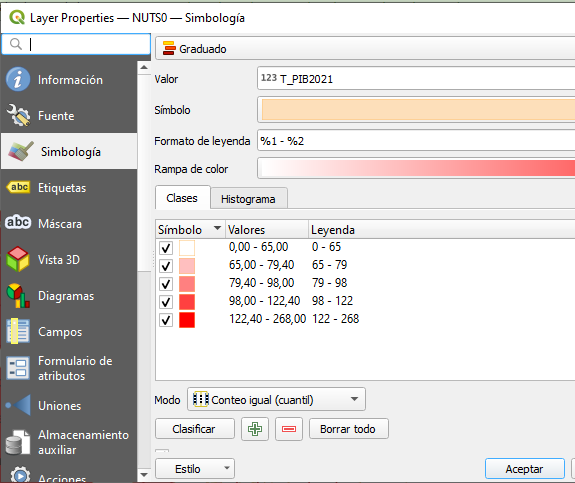 Layer Properties — NUTS0 — Simbología
Graduado
Información
Valor
123 T_PIB2021
Fuente
Símbolo
Simbología
Formato de leyenda
%1 - %2
Rampa de color
abc Etiquetas
Clases
Histograma
abc Máscara
Símbolo Valores Leyenda
0,00 - 65,00 0 - 65
Vista 3D
65,00 - 79,40 65 - 79
79,40 - 98,00 79 - 98
Diagramas
98,00 - 122,40 98 - 122
122,40 - 268,00 122 - 268
Campos
Formulario de
atributos
Modo
Conteo igual (cuantil)
Uniones
Clasificar
Borrar todo
Almacenamiento
auxiliar
Estilo
Aceptar
Acciones